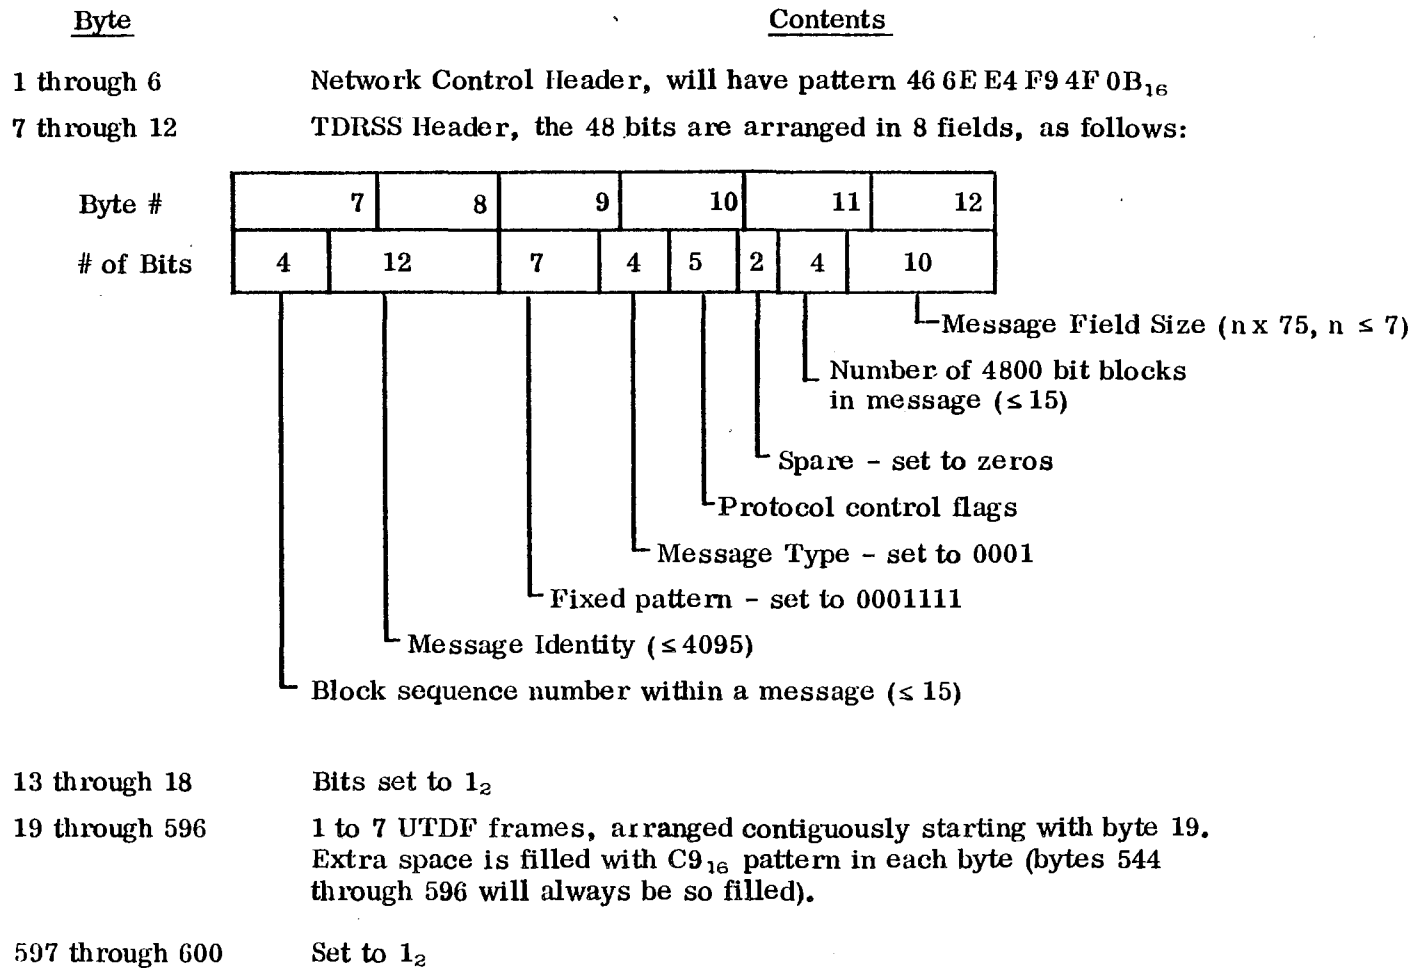 Byte Contents
1 through 6 Network Control Header, will have pattern 46 6E E4 F9 4F 0B₁₆
7 through 12 TDRSS Header, the 48 bits are arranged in 8 fields, as follows:
Byte # 7 8 9 10 11 12
# of Bits 4 12 7 4 5 2 4 10
Message Field Size (n x 75, n ≤ 7)
Number of 4800 bit blocks
in message (≤ 15)
Spare - set to zeros
Protocol control flags
Message Type - set to 0001
Fixed pattern - set to 0001111
Message Identity (≤ 4095)
Block sequence number within a message (≤ 15)
13 through 18 Bits set to 1₂
19 through 596 1 to 7 UTDF frames, arranged contiguously starting with byte 19.
Extra space is filled with C9₁₆ pattern in each byte (bytes 544
through 596 will always be so filled).
597 through 600 Set to 1₂